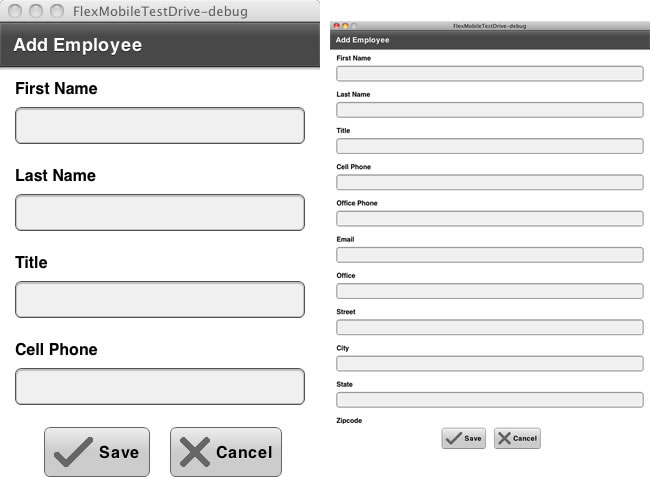 FlexMobileTestDrive-debug
Add Employee
First Name
Last Name
Title
Cell Phone
Save
Cancel
FlexMobileTestDrive-debug
Add Employee
First Name
Last Name
Title
Cell Phone
Office Phone
Email
Office
Street
City
State
Zipcode
Save
Cancel